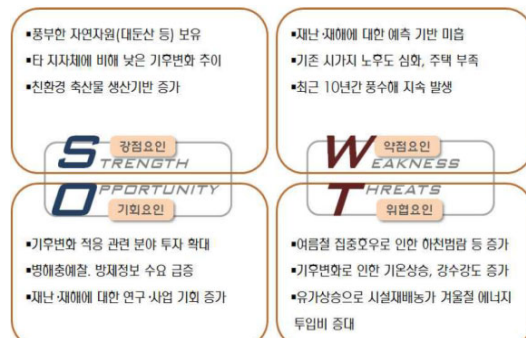 ▪풍부한 자연자원(대둔산 등) 보유
▪타 지자체에 비해 낮은 기후변화 추이
▪친환경 축산물 생산기반 증가
강점요인
STRENGTH
▪재난·재해에 대한 예측 기반 미흡
▪기존 시가지 노후도 심화, 주택 부족
▪최근 10년간 풍수해 지속 발생
약점요인
WEAKNESS
OPPORTUNITY
기회요인
▪기후변화 적응 관련 분야 투자 확대
▪병해충예찰. 방제정보 수요 급증
▪재난·재해에 대한 연구·사업 기회 증가
THREATS
위협요인
▪여름철 집중호우로 인한 하천범람 등 증가
▪기후변화로 인한 기온상승, 강수강도 증가
▪유가상승으로 시설재배농가 겨울철 에너지
투입비 증대